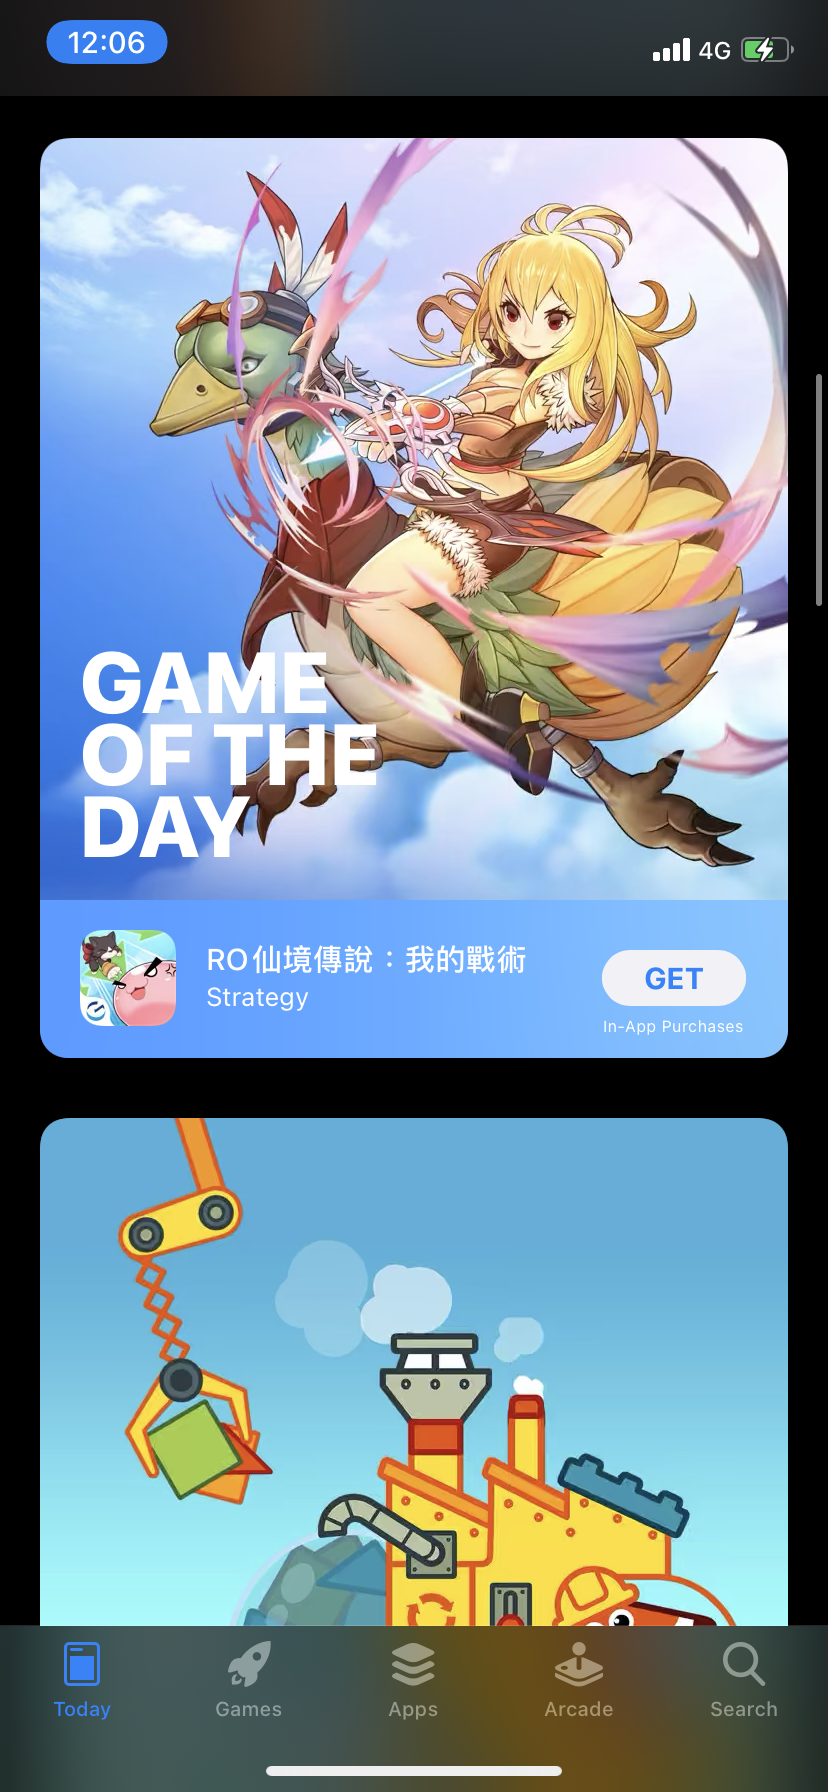 12:06
4G
GAME
OF THE
DAY
RO仙境傳說：我的戰術
Strategy
GET
In-App Purchases
Today
Games
Apps
Arcade
Search